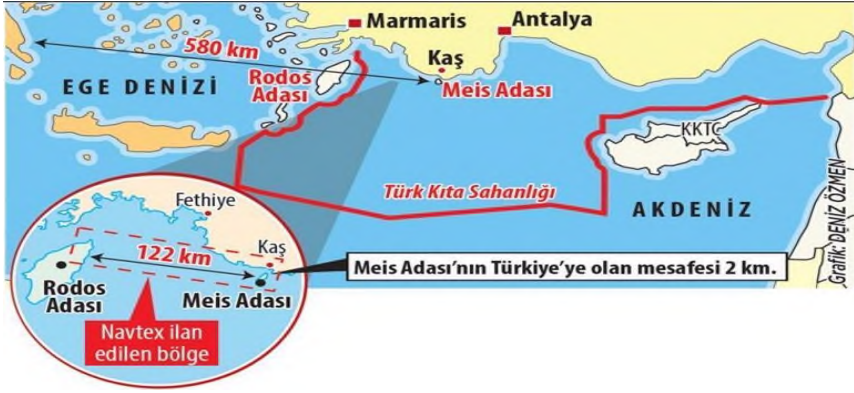 Marmaris
Antalya
580 km
Kaş
EGE DENİZİ
Rodos
Adası
Meis Adası
KKTC
Türk Kıta Sahanlığı
AKDENİZ
Grafik: DENİZ ÖZMEN
Fethiye
Kaş
122 km
Meis Adası'nın Türkiye'ye olan mesafesi 2 km.
Rodos
Adası
Meis Adası
Navtex ilan
edilen bölge